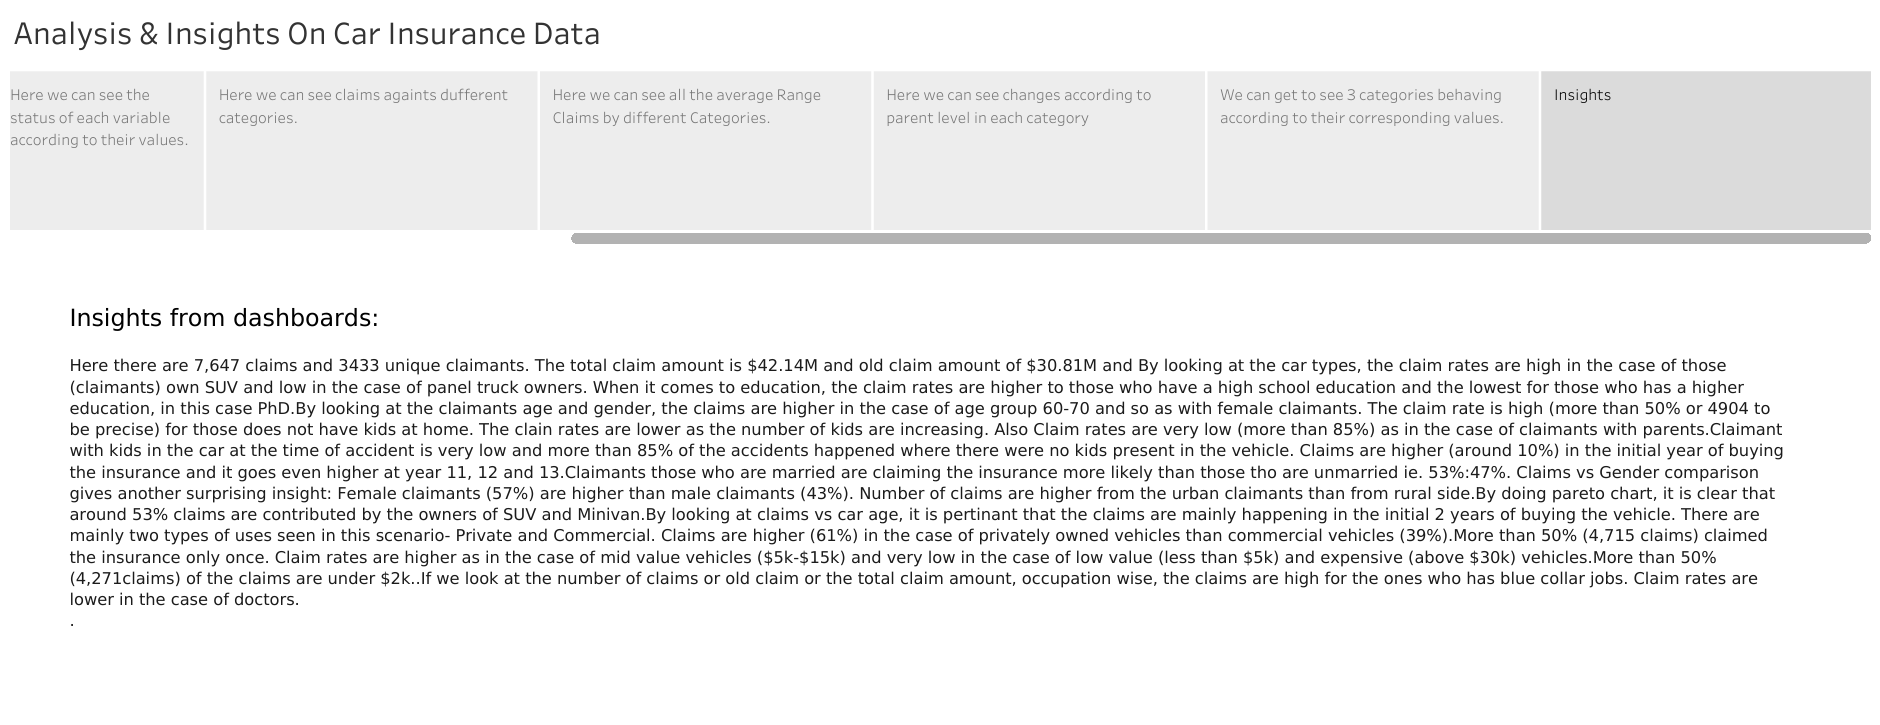 Analysis & Insights On Car Insurance Data
Here we can see the
status of each variable
according to their values.
Here we can see claims againts dufferent
categories.
Here we can see all the average Range
Claims by different Categories.
Here we can see changes according to
parent level in each category
We can get to see 3 categories behaving
according to their corresponding values.
Insights
Insights from dashboards:
Here there are 7,647 claims and 3433 unique claimants. The total claim amount is $42.14M and old claim amount of $30.81M and By looking at the car types, the claim rates are high in the case of those
(claimants) own SUV and low in the case of panel truck owners. When it comes to education, the claim rates are higher to those who have a high school education and the lowest for those who has a higher
education, in this case PhD.By looking at the claimants age and gender, the claims are higher in the case of age group 60-70 and so as with female claimants. The claim rate is high (more than 50% or 4904 to
be precise) for those does not have kids at home. The clain rates are lower as the number of kids are increasing. Also Claim rates are very low (more than 85%) as in the case of claimants with parents.Claimant
with kids in the car at the time of accident is very low and more than 85% of the accidents happened where there were no kids present in the vehicle. Claims are higher (around 10%) in the initial year of buying
the insurance and it goes even higher at year 11, 12 and 13.Claimants those who are married are claiming the insurance more likely than those tho are unmarried ie. 53%:47%. Claims vs Gender comparison
gives another surprising insight: Female claimants (57%) are higher than male claimants (43%). Number of claims are higher from the urban claimants than from rural side.By doing pareto chart, it is clear that
around 53% claims are contributed by the owners of SUV and Minivan.By looking at claims vs car age, it is pertinant that the claims are mainly happening in the initial 2 years of buying the vehicle. There are
mainly two types of uses seen in this scenario- Private and Commercial. Claims are higher (61%) in the case of privately owned vehicles than commercial vehicles (39%).More than 50% (4,715 claims) claimed
the insurance only once. Claim rates are higher as in the case of mid value vehicles ($5k-$15k) and very low in the case of low value (less than $5k) and expensive (above $30k) vehicles.More than 50%
(4,271claims) of the claims are under $2k..If we look at the number of claims or old claim or the total claim amount, occupation wise, the claims are high for the ones who has blue collar jobs. Claim rates are
lower in the case of doctors.
.